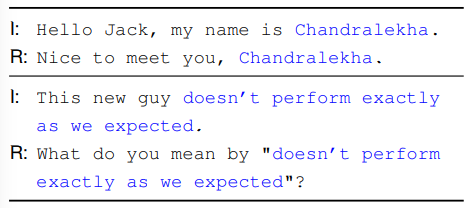 I: Hello Jack, my name is Chandralekha.
R: Nice to meet you, Chandralekha.
I: This new guy doesn't perform exactly
as we expected.
R: What do you mean by "doesn't perform
exactly as we expected"?